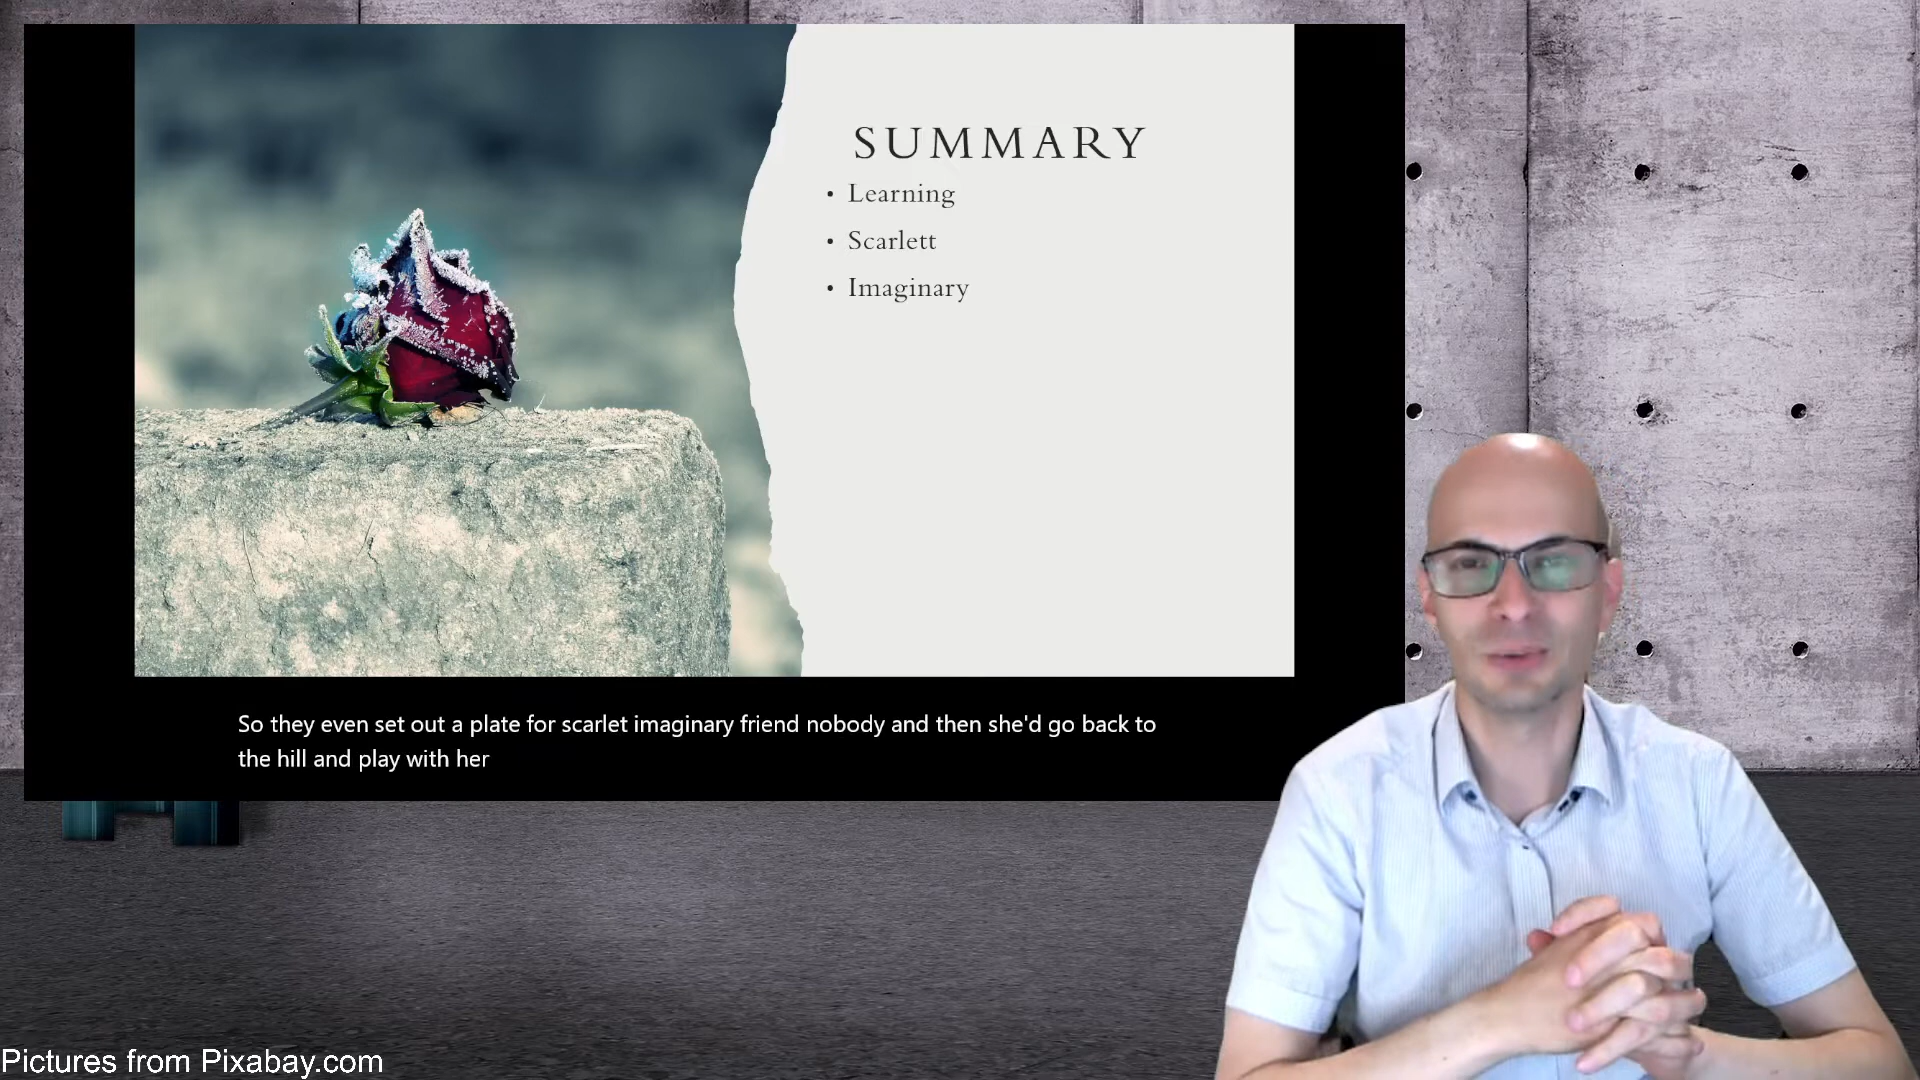 SUMMARY
• Learning
• Scarlett
• Imaginary
So they even set out a plate for scarlet imaginary friend nobody and then she'd go back to
the hill and play with her
Pictures from Pixabay.com